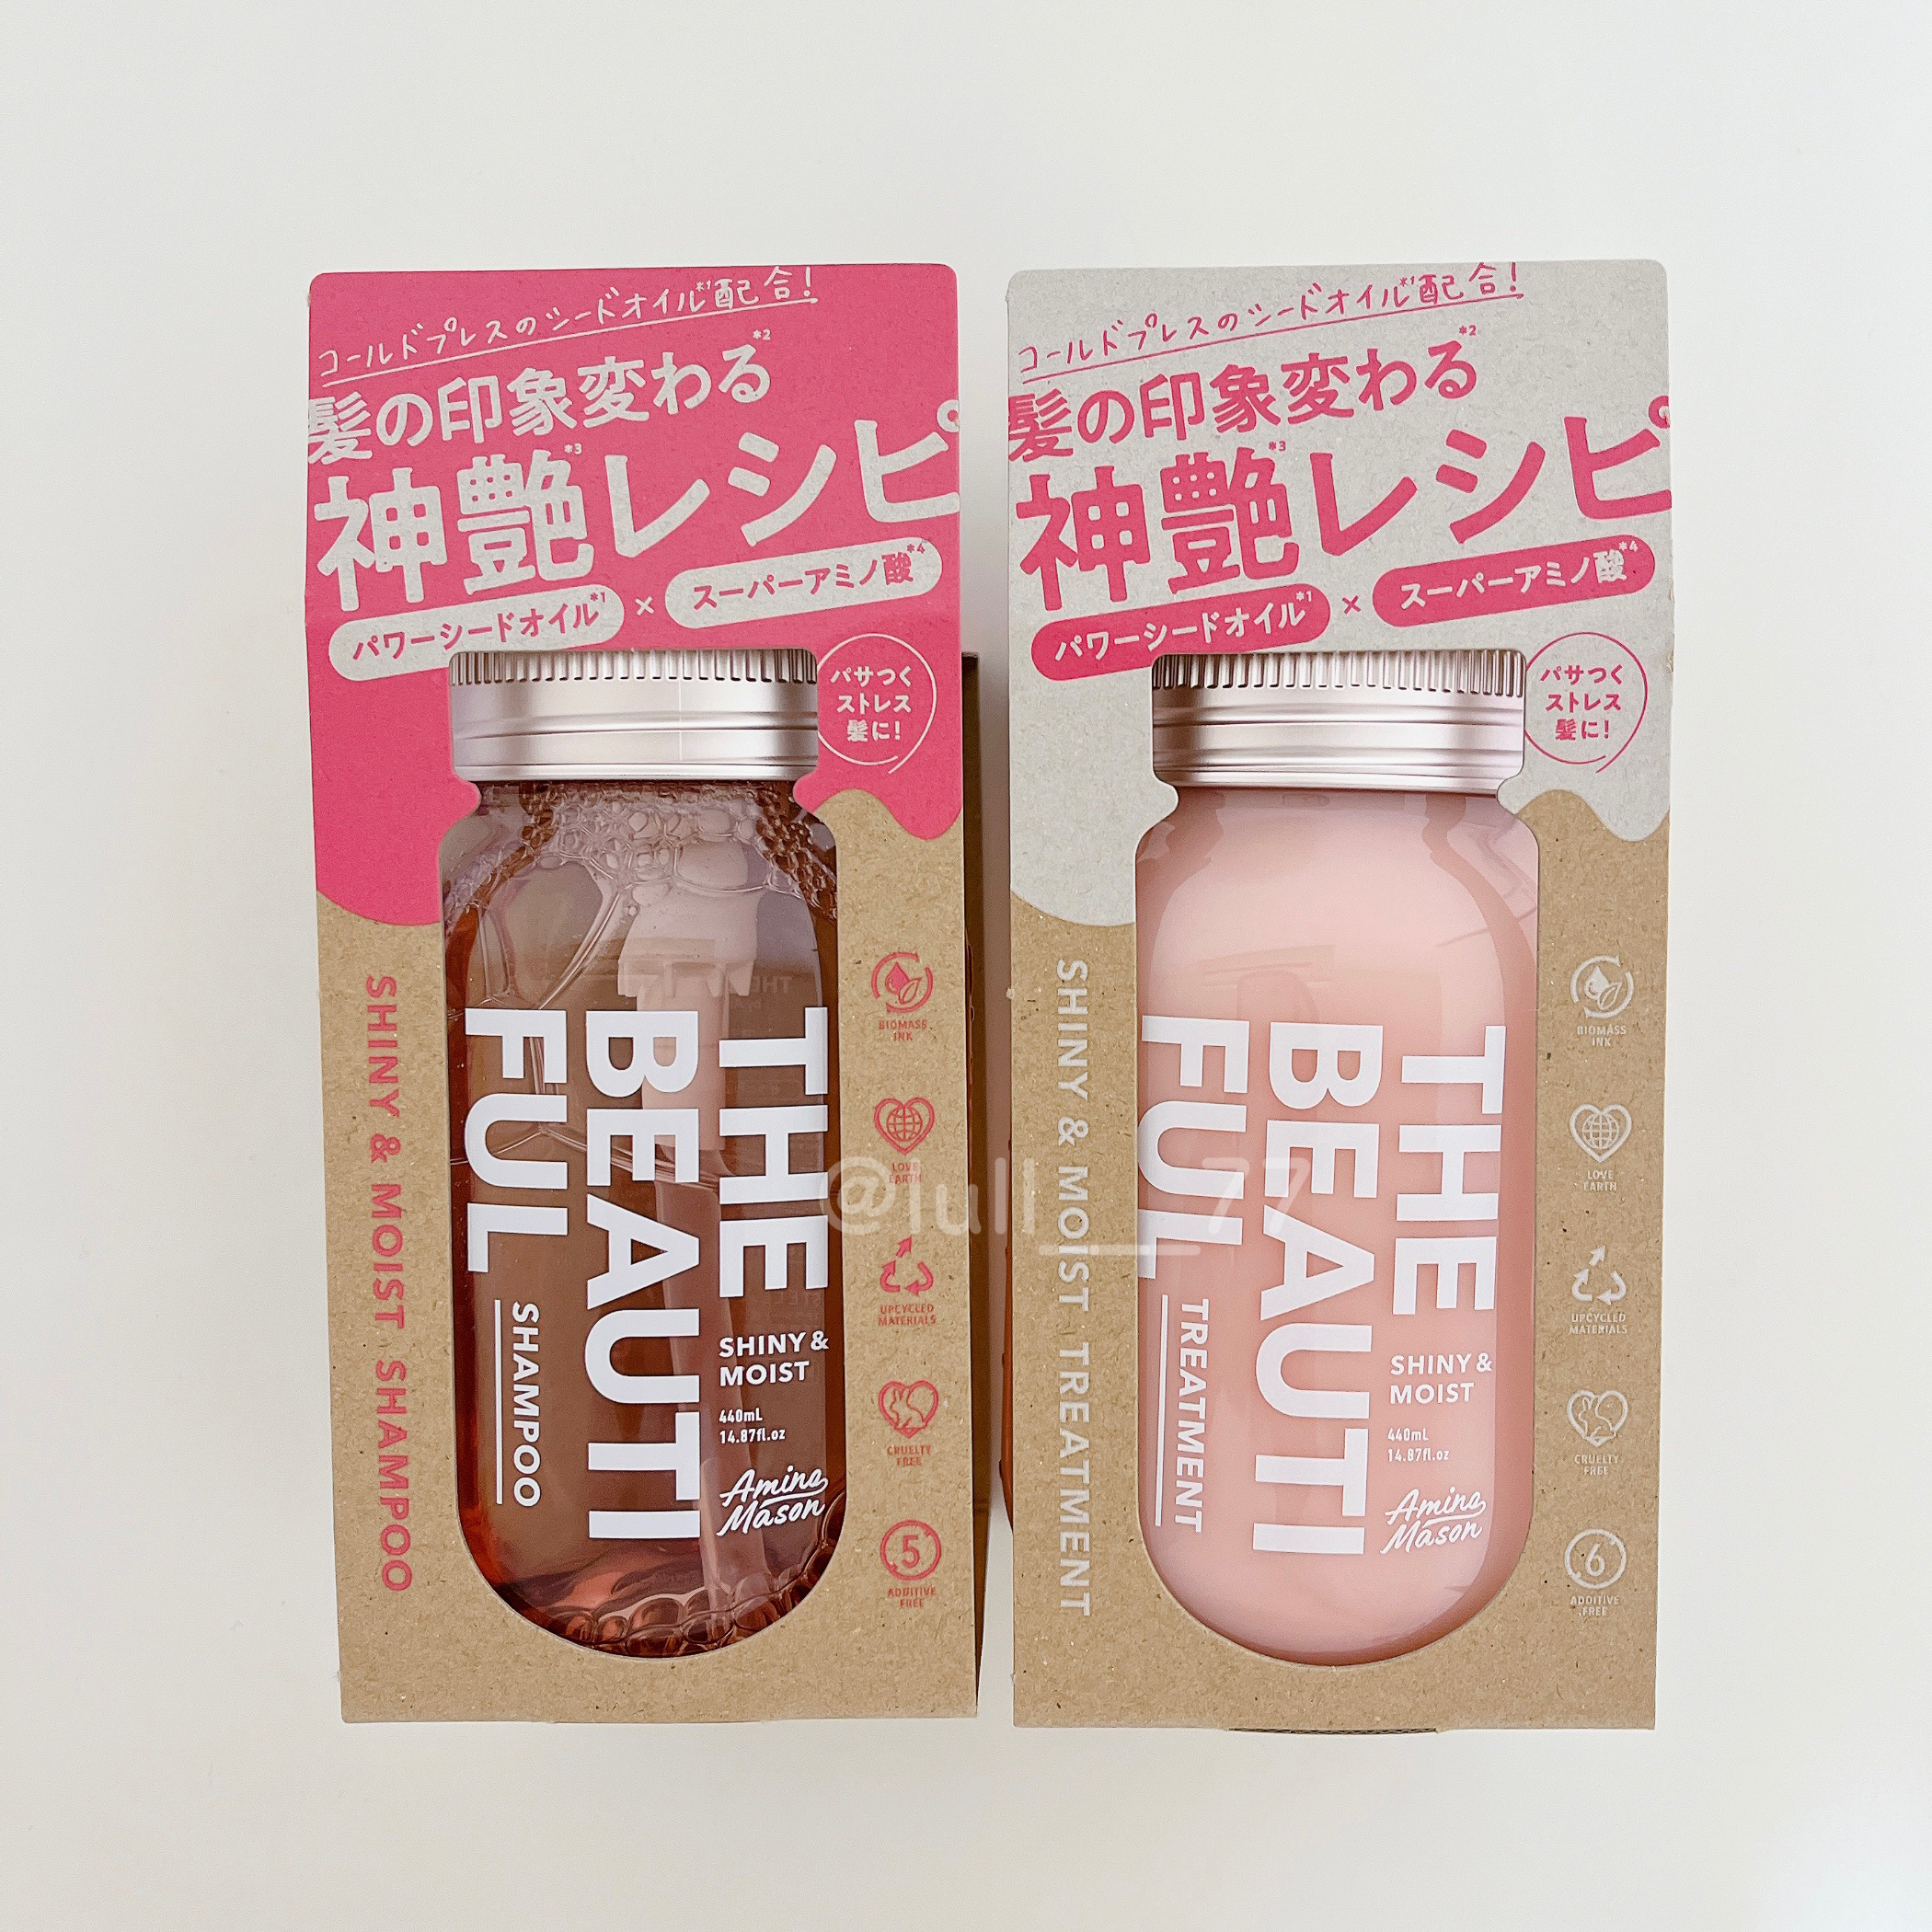 コールドプレスのシードオイル*1配合!
髪の印象変わる*2
神艶*3レシピ
パワーシードオイル*1 × スーパーアミノ酸*4
パサつく
ストレス
髪に!
SHINY & MOIST SHAMPOO
THE
BEAUTI
FUL
SHAMPOO
SHINY &
MOIST
440mL
14.87fl.oz
Amino
Mason
BIOMASS
INK
LOVE
EARTH
UPCYCLED
MATERIALS
CRUELTY
FREE
5
ADDITIVE
FREE
コールドプレスのシードオイル*1配合!
髪の印象変わる*2
神艶*3レシピ
パワーシードオイル*1 × スーパーアミノ酸*4
パサつく
ストレス
髪に!
SHINY & MOIST TREATMENT
THE
BEAUTI
FUL
TREATMENT
SHINY &
MOIST
440mL
14.87fl.oz
Amino
Mason
BIOMASS
INK
LOVE
EARTH
UPCYCLED
MATERIALS
CRUELTY
FREE
6
ADDITIVE
FREE